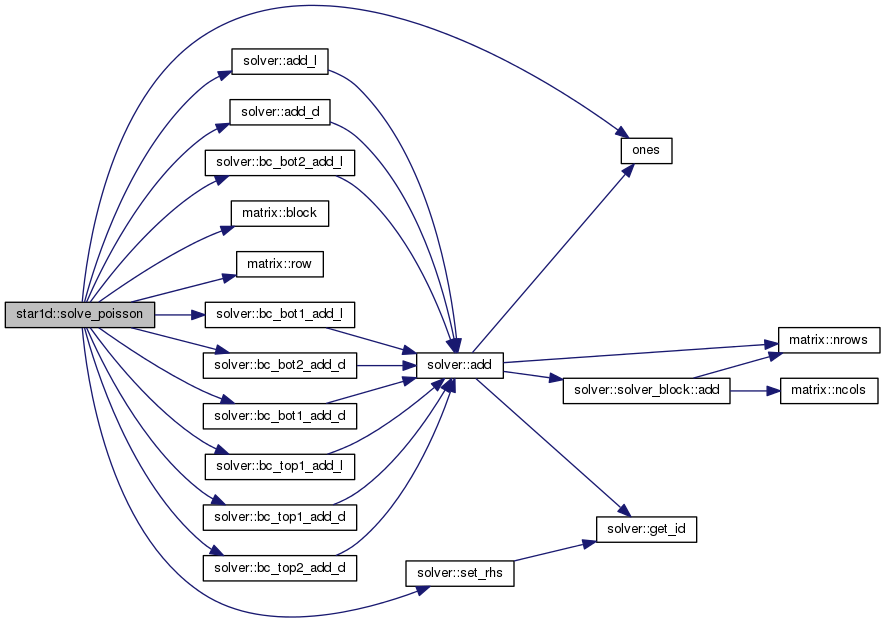 solver::add_l
solver::add_d
ones
solver::bc_bot2_add_l
matrix::block
matrix::row
star1d::solve_poisson
solver::bc_bot1_add_l
matrix::nrows
solver::bc_bot2_add_d
solver::add
solver::solver_block::add
matrix::ncols
solver::bc_bot1_add_d
solver::bc_top1_add_l
solver::bc_top1_add_d
solver::get_id
solver::bc_top2_add_d
solver::set_rhs